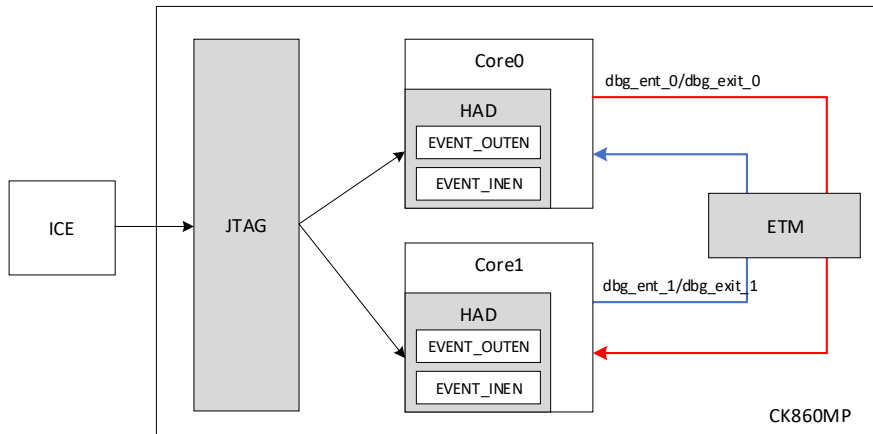 Core0
dbg_ent_0/dbg_exit_0
HAD
EVENT_OUTEN
EVENT_INEN
ICE
JTAG
ETM
Core1
dbg_ent_1/dbg_exit_1
HAD
EVENT_OUTEN
EVENT_INEN
CK860MP